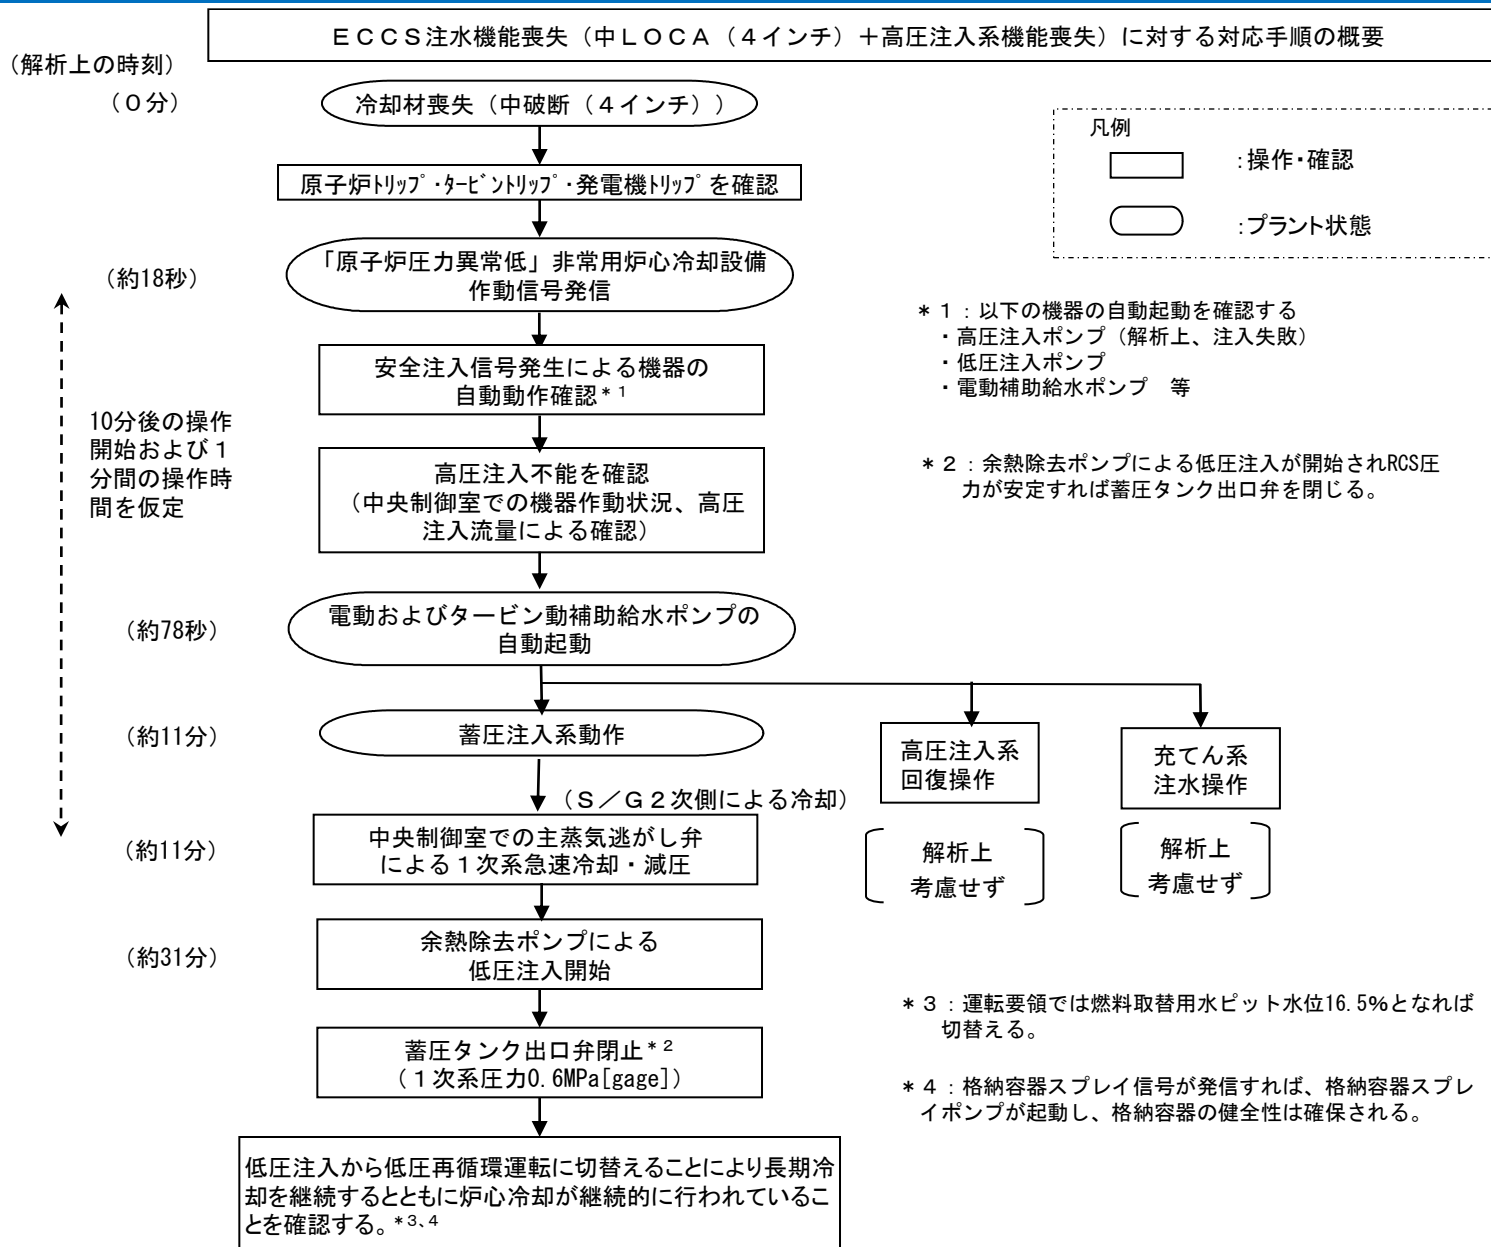 ＥＣＣＳ注水機能喪失（中ＬＯＣＡ（４インチ）＋高圧注入系機能喪失）に対する対応手順の概要
（解析上の時刻）
（０分）
冷却材喪失（中破断（４インチ））
原子炉ﾄﾘｯﾌﾟ・ﾀｰﾋﾞﾝﾄﾘｯﾌﾟ・発電機ﾄﾘｯﾌﾟを確認
（約18秒）
「原子炉圧力異常低」非常用炉心冷却設備
作動信号発信
安全注入信号発生による機器の
自動動作確認＊１
10分後の操作
開始および１
分間の操作時
間を仮定
高圧注入不能を確認
（中央制御室での機器作動状況、高圧
注入流量による確認）
（約78秒）
電動およびタービン動補助給水ポンプの
自動起動
（約11分）
蓄圧注入系動作
高圧注入系
回復操作
充てん系
注水操作
（Ｓ／Ｇ２次側による冷却）
（約11分）
中央制御室での主蒸気逃がし弁
による１次系急速冷却・減圧
解析上
考慮せず
解析上
考慮せず
（約31分）
余熱除去ポンプによる
低圧注入開始
蓄圧タンク出口弁閉止＊２
（１次系圧力0.6MPa[gage]）
低圧注入から低圧再循環運転に切替えることにより長期冷
却を継続するとともに炉心冷却が継続的に行われているこ
とを確認する。＊３、４
凡例
：操作・確認
：プラント状態
＊１：以下の機器の自動起動を確認する
・高圧注入ポンプ（解析上、注入失敗）
・低圧注入ポンプ
・電動補助給水ポンプ　等
＊２：余熱除去ポンプによる低圧注入が開始されRCS圧
力が安定すれば蓄圧タンク出口弁を閉じる。
＊３：運転要領では燃料取替用水ピット水位16.5%となれば
切替える。
＊４：格納容器スプレイ信号が発信すれば、格納容器スプレ
イポンプが起動し、格納容器の健全性は確保される。